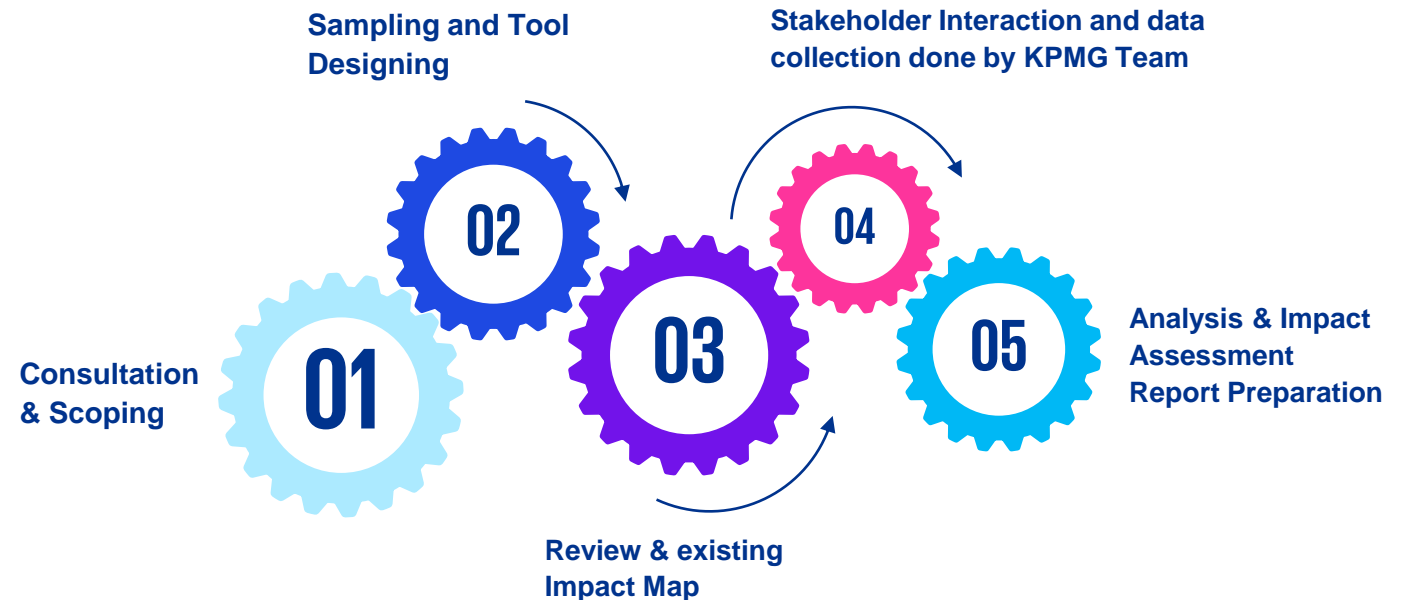 Sampling and Tool
Designing
Stakeholder Interaction and data
collection done by KPMG Team
02
04
03
05
01
Consultation
& Scoping
Analysis & Impact
Assessment
Report Preparation
Review & existing
Impact Map